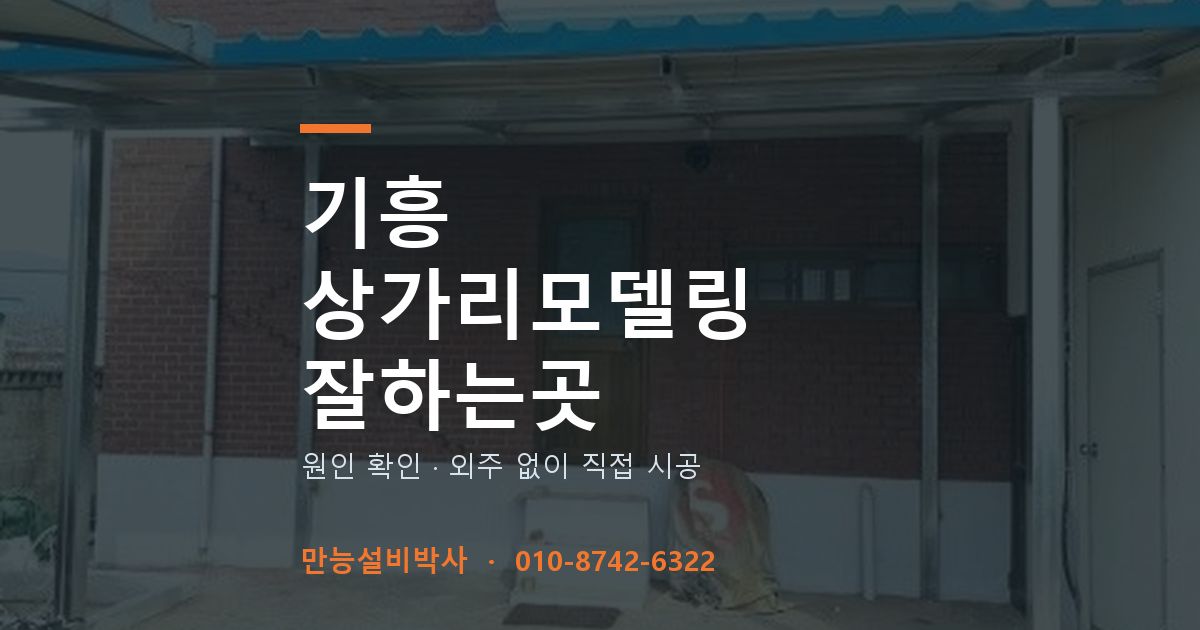 기흥
상가리모델링
잘하는곳
원인 확인 · 외주 없이 직접 시공
만능설비박사 · 010-8742-6322